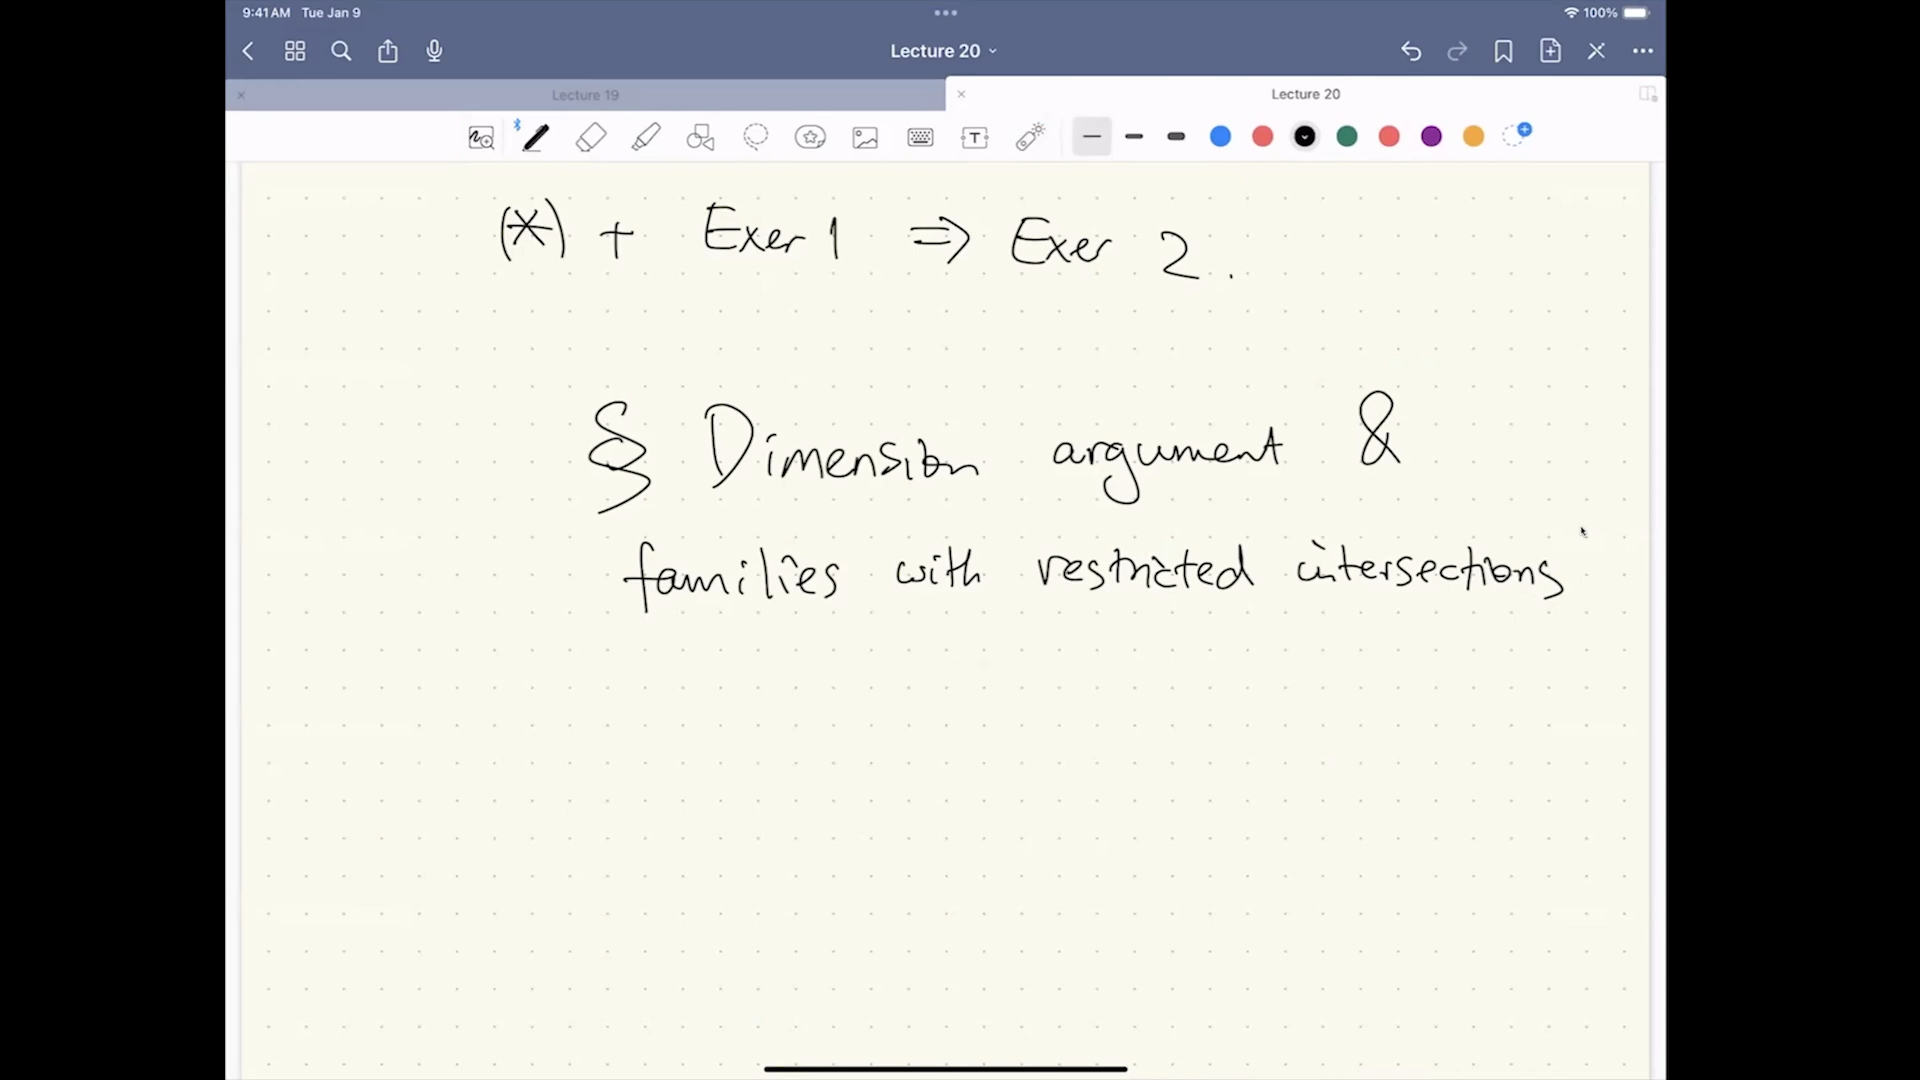 9:41 AM Tue Jan 9
100%
Lecture 20
Lecture 19
Lecture 20
T
(*) + Exer 1 ⇒ Exer 2.
§ Dimension argument &
families with restricted intersections